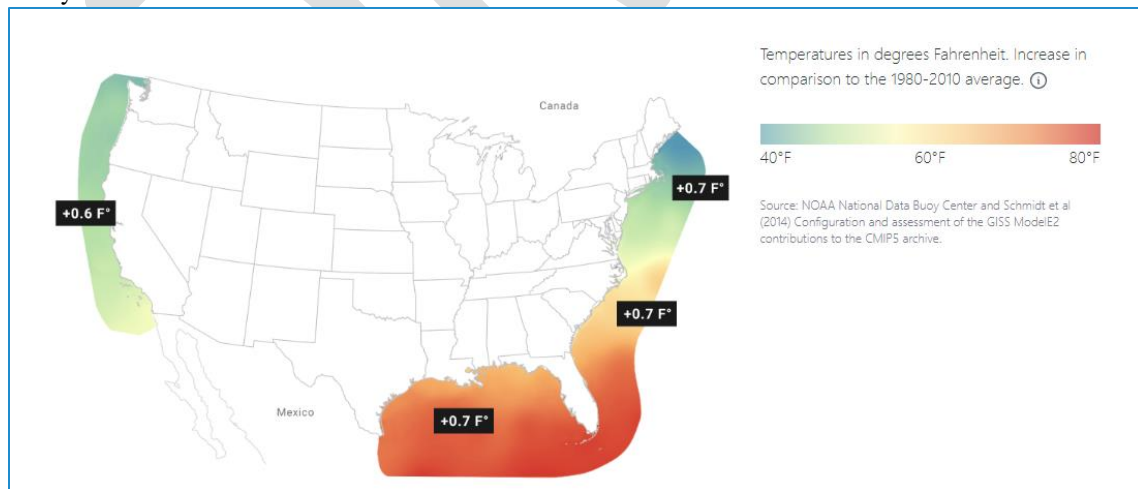 Temperatures in degrees Fahrenheit. Increase in
comparison to the 1980-2010 average. ⓘ
Canada
40°F 60°F 80°F
+0.7 F°
+0.6 F°
Source: NOAA National Data Buoy Center and Schmidt et al
(2014) Configuration and assessment of the GISS ModelE2
contributions to the CMIP5 archive.
+0.7 F°
Mexico
+0.7 F°